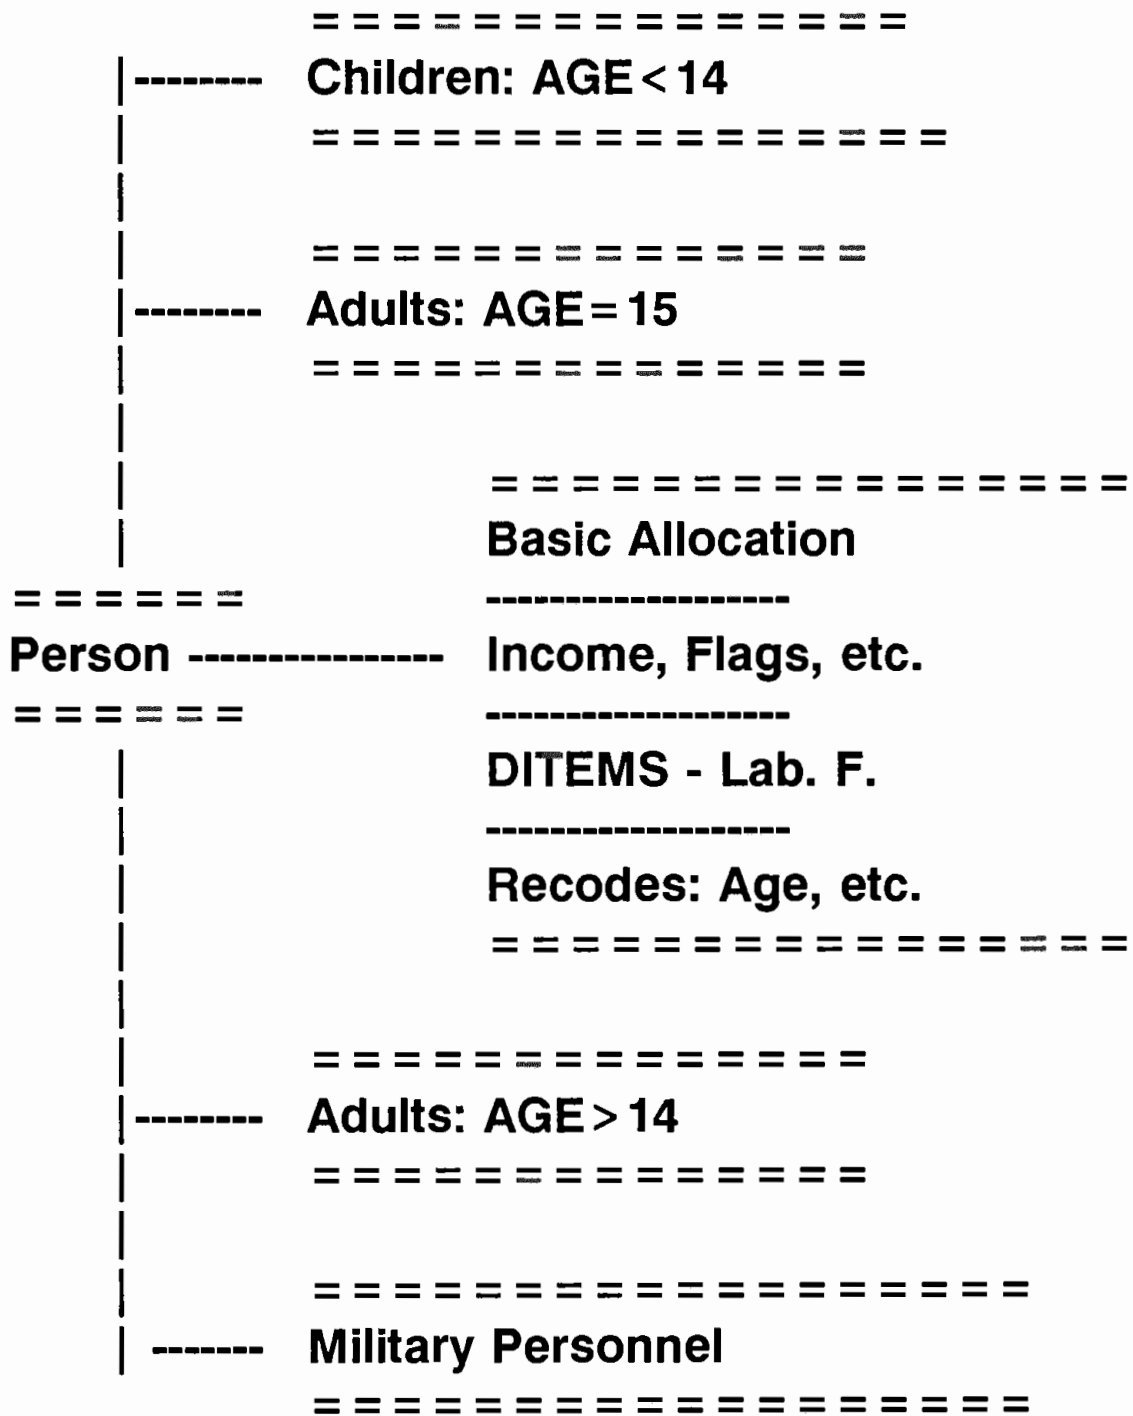 Children: AGE<14
Adults: AGE=15
Basic Allocation
Person
Income, Flags, etc.
DITEMS - Lab. F.
Recodes: Age, etc.
Adults: AGE>14
Military Personnel